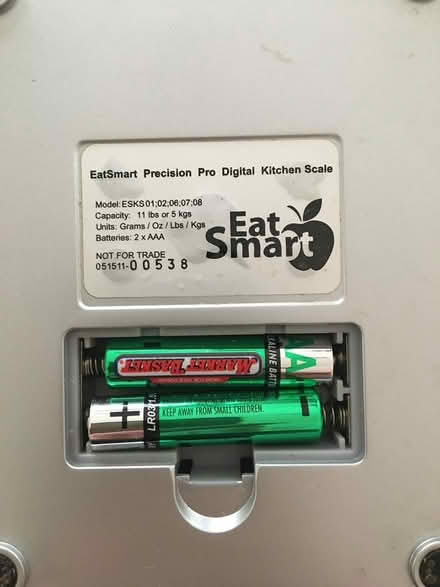 EatSmart Precision Pro Digital Kitchen Scale
Model:ESKS01;02;06;07;08
Capacity: 11 lbs or 5 kgs
Units: Grams / Oz / Lbs / Kgs
Batteries: 2 x AAA
NOT FOR TRADE
051511-00538
Eat
Smart
MARKET BASKET
ALINE BATT
A
+
LR03
KEEP AWAY FROM SMALL CHILDREN.